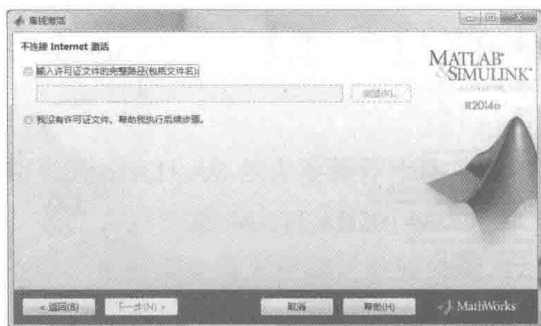 离线激活
不连接 Internet 激活
输入许可证文件的完整路径(包括文件名):
浏览(R)...
我没有许可证文件。帮助我执行后续步骤。
MATLAB®
&SIMULINK®
R2014a
< 返回(B)
下一步(N) >
取消
帮助(H)
MathWorks